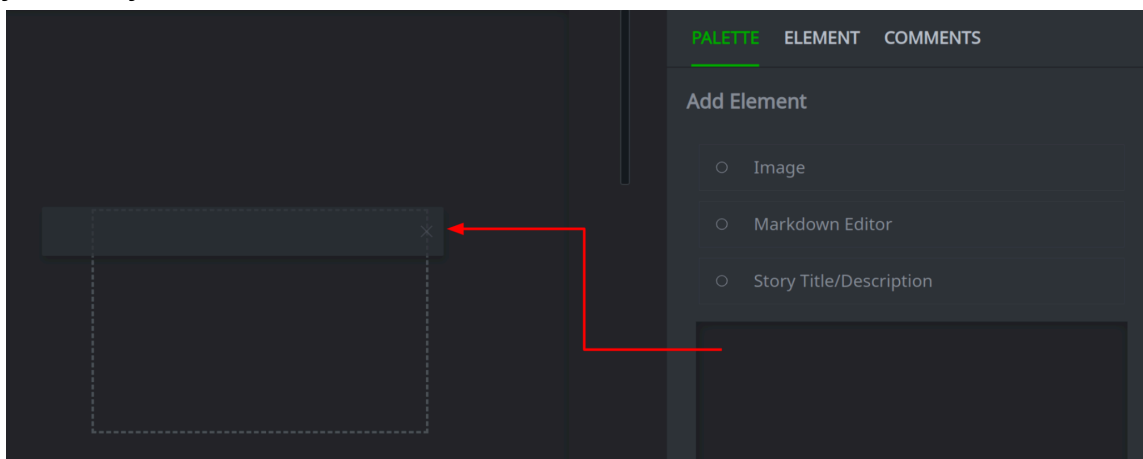 PALETTE ELEMENT COMMENTS
Add Element
Image
Markdown Editor
Story Title/Description